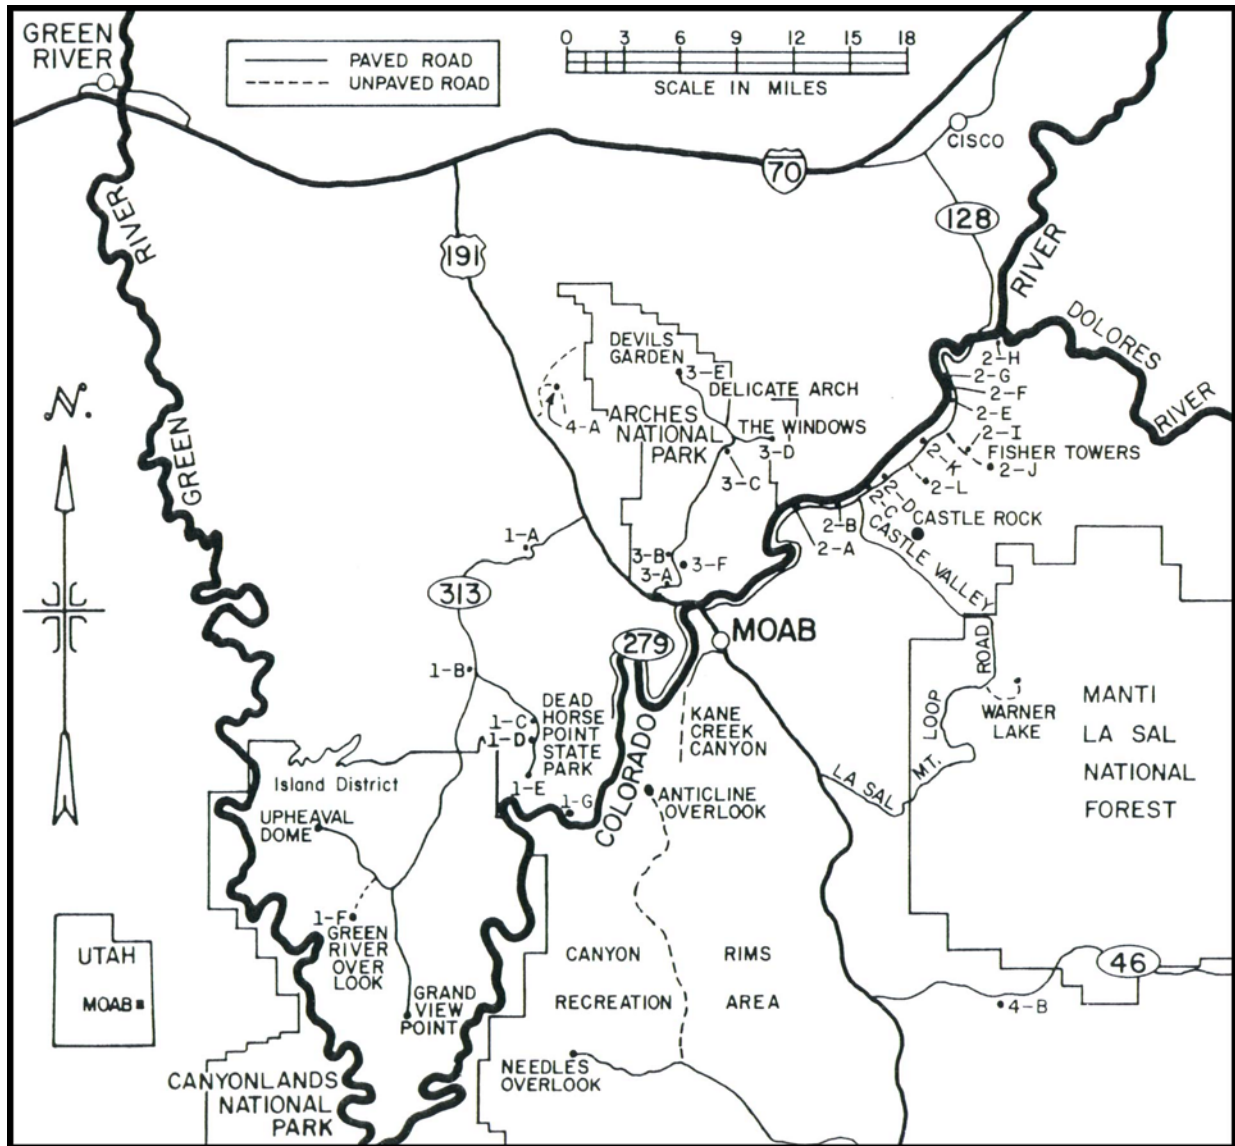 GREEN
RIVER
PAVED ROAD
UNPAVED ROAD
0 3 6 9 12 15 18
SCALE IN MILES
CISCO
70
128
191
RIVER
RIVER
DOLORES
RIVER
GREEN
N.
DEVILS
GARDEN
3-E
DELICATE ARCH
4-A
ARCHES
NATIONAL
PARK
THE WINDOWS
3-D
3-C
2-H
2-G
2-F
2-E
2-I
FISHER TOWERS
2-J
2-K
2-L
2-D
2-C
2-B
2-A
CASTLE ROCK
CASTLE VALLEY
1-A
3-B
3-F
3-A
313
279
MOAB
ROAD
LOOP
MT.
LA SAL
WARNER
LAKE
MANTI
LA SAL
NATIONAL
FOREST
1-B
1-C
1-D
1-E
DEAD
HORSE
POINT
STATE
PARK
1-G
COLORADO
KANE
CREEK
CANYON
ANTICLINE
OVERLOOK
Island District
UPHEAVAL
DOME
1-F
GREEN
RIVER
OVER
LOOK
GRAND
VIEW
POINT
CANYON RIMS
RECREATION AREA
46
4-B
UTAH
MOAB
NEEDLES
OVERLOOK
CANYONLANDS
NATIONAL
PARK